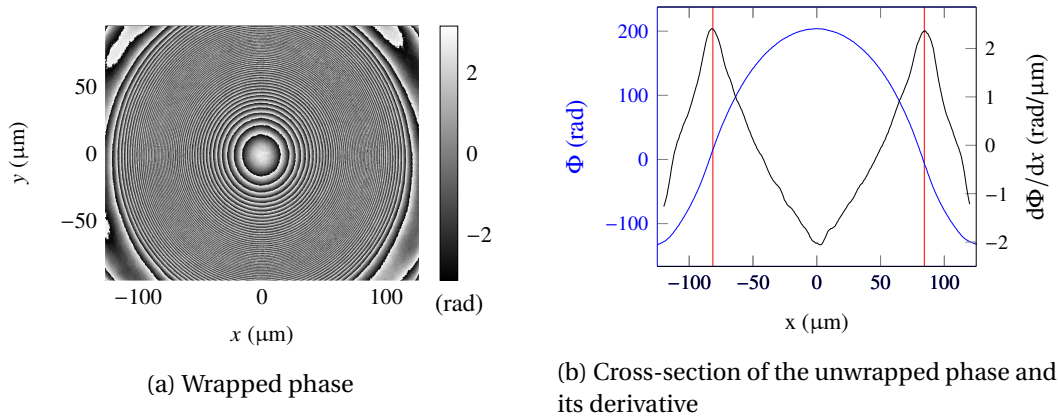 50
0
−50
−100 0 100
y (μm)
x (μm)
2
0
−2
(rad)
(a) Wrapped phase
200
100
0
−100
Φ (rad)
−100 −50 0 50 100
x (μm)
2
1
0
−1
−2
dΦ/dx (rad/μm)
(b) Cross-section of the unwrapped phase and
its derivative